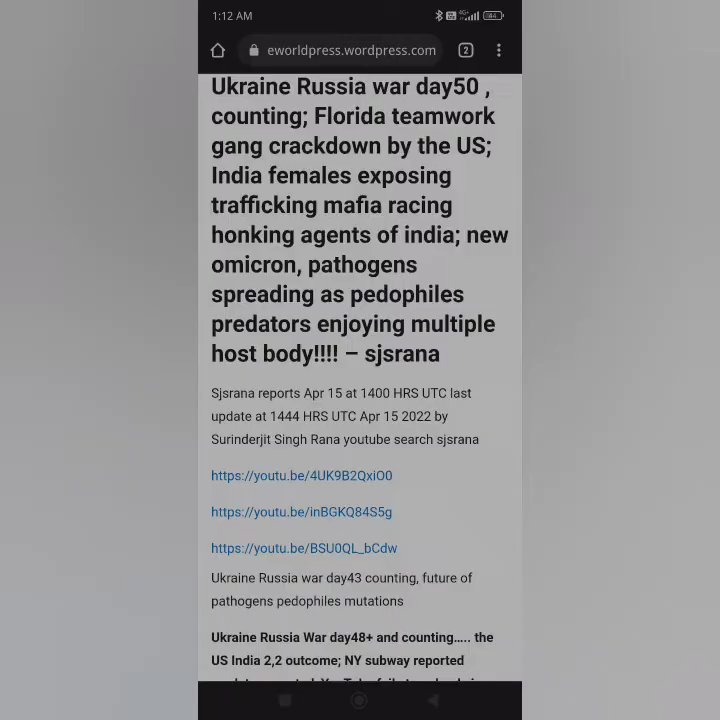 1:12 AM
eworldpress.wordpress.com
2
Ukraine Russia war day50 ,
counting; Florida teamwork
gang crackdown by the US;
India females exposing
trafficking mafia racing
honking agents of india; new
omicron, pathogens
spreading as pedophiles
predators enjoying multiple
host body!!!! – sjsrana
Sjsrana reports Apr 15 at 1400 HRS UTC last
update at 1444 HRS UTC Apr 15 2022 by
Surinderjit Singh Rana youtube search sjsrana
https://youtu.be/4UK9B2QxiO0
https://youtu.be/inBGKQ84S5g
https://youtu.be/BSU0QL_bCdw
Ukraine Russia war day43 counting, future of
pathogens pedophiles mutations
Ukraine Russia War day48+ and counting..... the
US India 2,2 outcome; NY subway reported